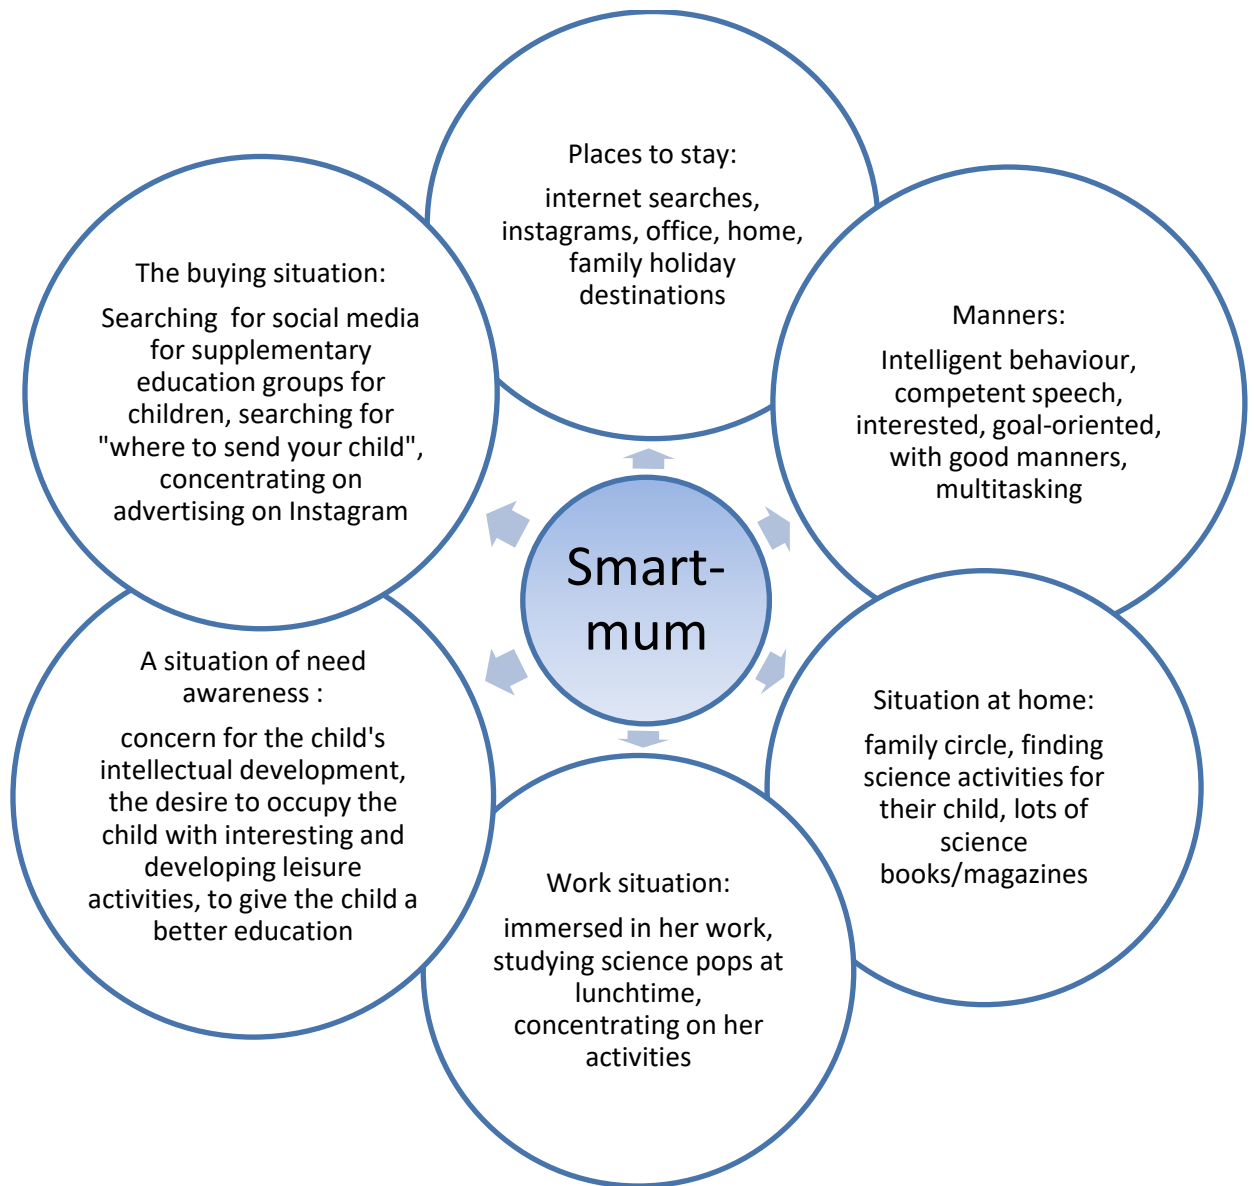 Places to stay:
internet searches,
instagrams, office, home,
family holiday
destinations
Manners:
Intelligent behaviour,
competent speech,
interested, goal-oriented,
with good manners,
multitasking
Situation at home:
family circle, finding
science activities for
their child, lots of
science
books/magazines
Work situation:
immersed in her work,
studying science pops at
lunchtime,
concentrating on her
activities
A situation of need
awareness :
concern for the child's
intellectual development,
the desire to occupy the
child with interesting and
developing leisure
activities, to give the child a
better education
The buying situation:
Searching  for social media
for supplementary
education groups for
children, searching for
"where to send your child",
concentrating on
advertising on Instagram
Smart-
mum